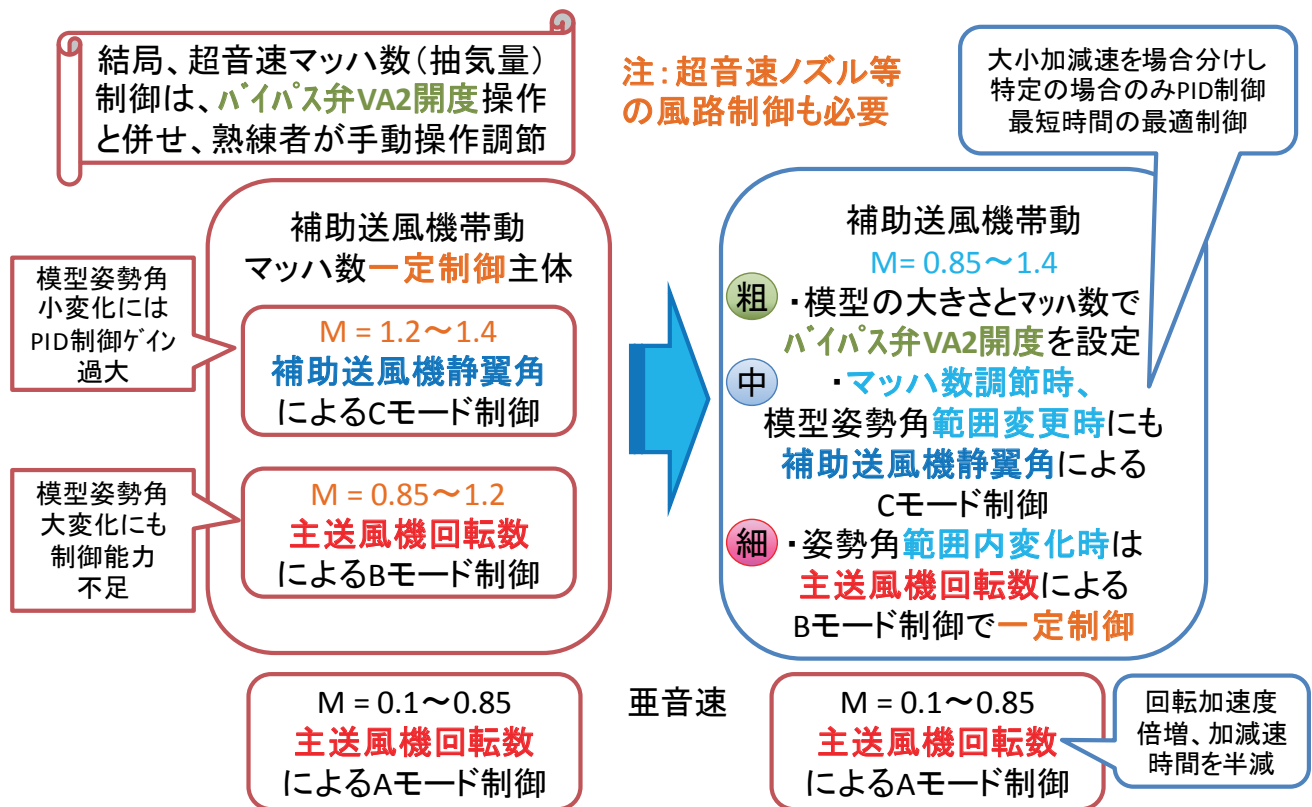 結局、超音速マッハ数（抽気量）
制御は、バイパス弁VA2開度操作
と併せ、熟練者が手動操作調節
注：超音速ノズル等
の風路制御も必要
大小加減速を場合分けし
特定の場合のみPID制御
最短時間の最適制御
補助送風機帯動
マッハ数一定制御主体
模型姿勢角
小変化には
PID制御ゲイン
過大
M = 1.2～1.4
補助送風機静翼角
によるCモード制御
模型姿勢角
大変化にも
制御能力
不足
M = 0.85～1.2
主送風機回転数
によるBモード制御
補助送風機帯動
M= 0.85～1.4
粗 ・模型の大きさとマッハ数で
バイパス弁VA2開度を設定
中 ・マッハ数調節時、
模型姿勢角範囲変更時にも
補助送風機静翼角による
Cモード制御
細 ・姿勢角範囲内変化時は
主送風機回転数による
Bモード制御で一定制御
M = 0.1～0.85
主送風機回転数
によるAモード制御
亜音速
M = 0.1～0.85
主送風機回転数
によるAモード制御
回転加速度
倍増、加減速
時間を半減